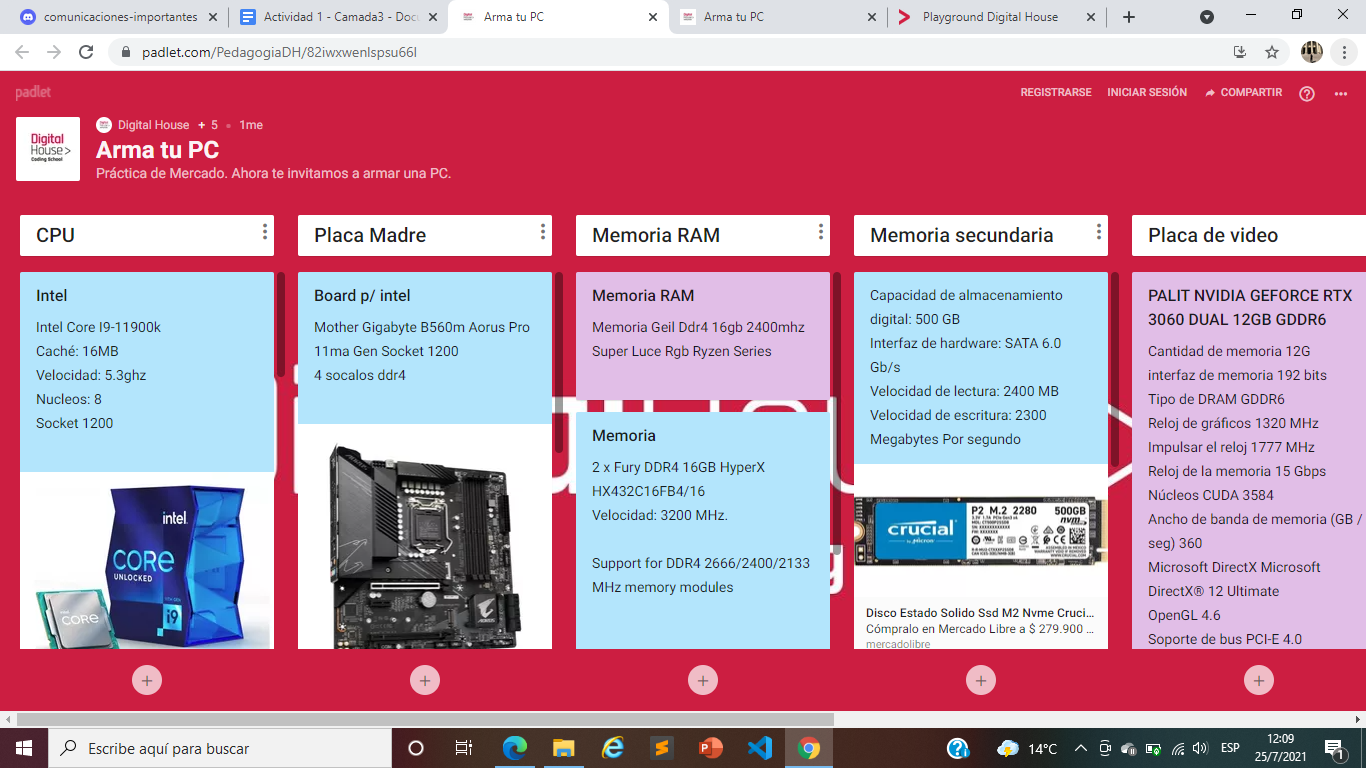 comunicaciones-importantes
Actividad 1 - Camada3 - Docu
Arma tu PC
Arma tu PC
Playground Digital House
padlet.com/PedagogiaDH/82iwxwenlspsu66l
padlet
REGISTRARSE
INICIAR SESIÓN
COMPARTIR
Digital House>
Coding School
Digital House + 5 • 1me
Arma tu PC
Práctica de Mercado. Ahora te invitamos a armar una PC.
CPU
Intel
Intel Core I9-11900k
Caché: 16MB
Velocidad: 5.3ghz
Nucleos: 8
Socket 1200
intel
CORE
UNLOCKED
i9
CORE
Placa Madre
Board p/ intel
Mother Gigabyte B560m Aorus Pro
11ma Gen Socket 1200
4 socalos ddr4
Memoria RAM
Memoria RAM
Memoria Geil Ddr4 16gb 2400mhz
Super Luce Rgb Ryzen Series
Memoria
2 x Fury DDR4 16GB HyperX
HX432C16FB4/16
Velocidad: 3200 MHz.
Support for DDR4 2666/2400/2133
MHz memory modules
Memoria secundaria
Capacidad de almacenamiento
digital: 500 GB
Interfaz de hardware: SATA 6.0
Gb/s
Velocidad de lectura: 2400 MB
Velocidad de escritura: 2300
Megabytes Por segundo
crucial
by Micron
P2 M.2 2280 500GB
nvme
Disco Estado Solido Ssd M2 Nvme Cruci...
Cómpralo en Mercado Libre a $ 279.900 ...
mercadolibre
Placa de video
PALIT NVIDIA GEFORCE RTX
3060 DUAL 12GB GDDR6
Cantidad de memoria 12G
interfaz de memoria 192 bits
Tipo de DRAM GDDR6
Reloj de gráficos 1320 MHz
Impulsar el reloj 1777 MHz
Reloj de la memoria 15 Gbps
Núcleos CUDA 3584
Ancho de banda de memoria (GB /
seg) 360
Microsoft DirectX Microsoft
DirectX® 12 Ultimate
OpenGL 4.6
Soporte de bus PCI-E 4.0
Escribe aquí para buscar
14°C
ESP
12:09
25/7/2021
1